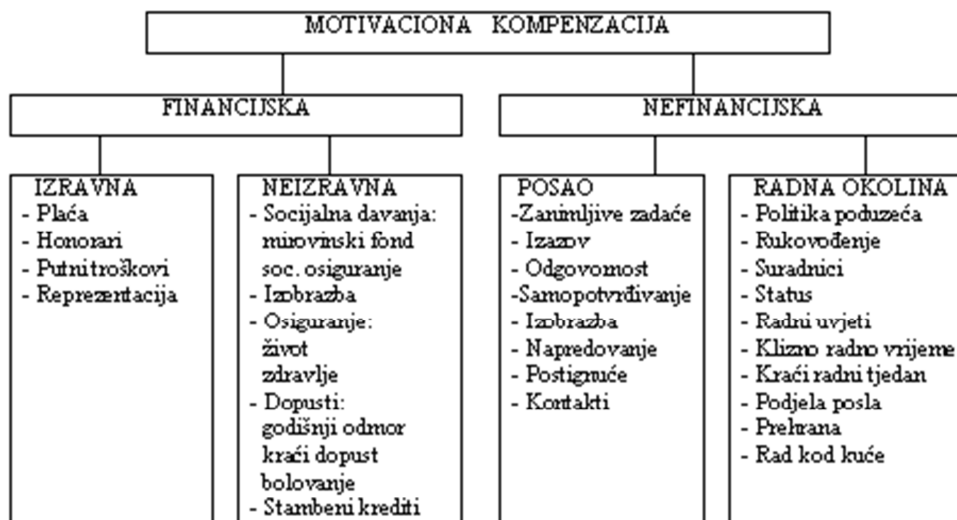 MOTIVACIONA KOMPENZACIJA
FINANCIJSKA
NEFINANCIJSKA
IZRAVNA
- Plaća
- Honorari
- Putni troškovi
- Reprezentacija
NEIZRAVNA
- Socijalna davanja:
mirovinski fond
soc. osiguranje
- Izobrazba
- Osiguranje:
život
zdravlje
- Dopusti:
godišnji odmor
kraći dopust
bolovanje
- Stambeni krediti
POSAO
-Zanimljive zadaće
- Izazov
- Odgovornost
-Samopotvrđivanje
- Izobrazba
- Napredovanje
- Postignuće
- Kontakti
RADNA OKOLINA
- Politika poduzeća
- Rukovođenje
- Suradnici
- Status
- Radni uvjeti
- Klizno radno vrijeme
- Kraći radni tjedan
- Podjela posla
- Prehrana
- Rad kod kuće